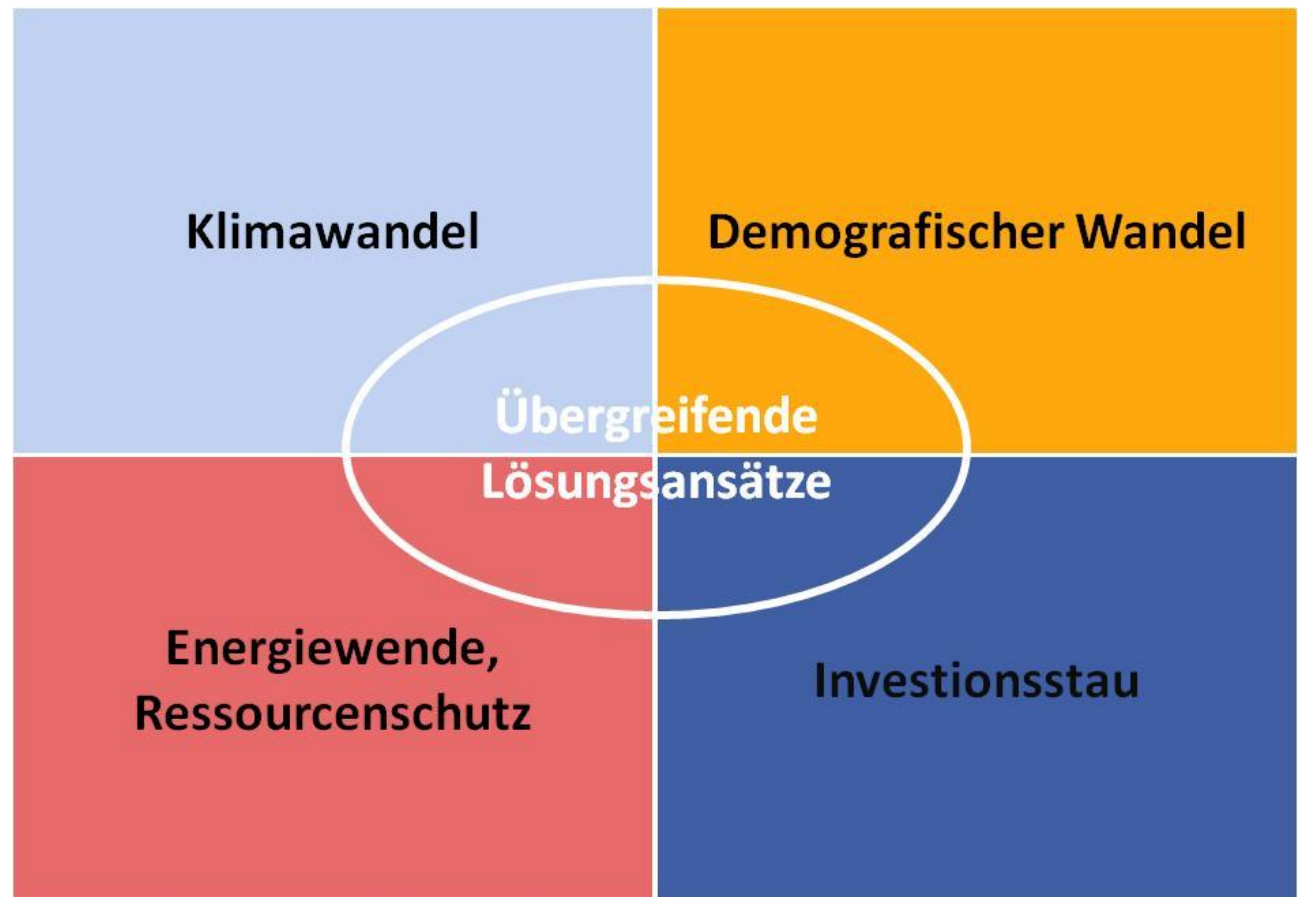 Klimawandel
Demografischer Wandel
Übergreifende
Lösungsansätze
Energiewende,
Ressourcenschutz
Investionsstau